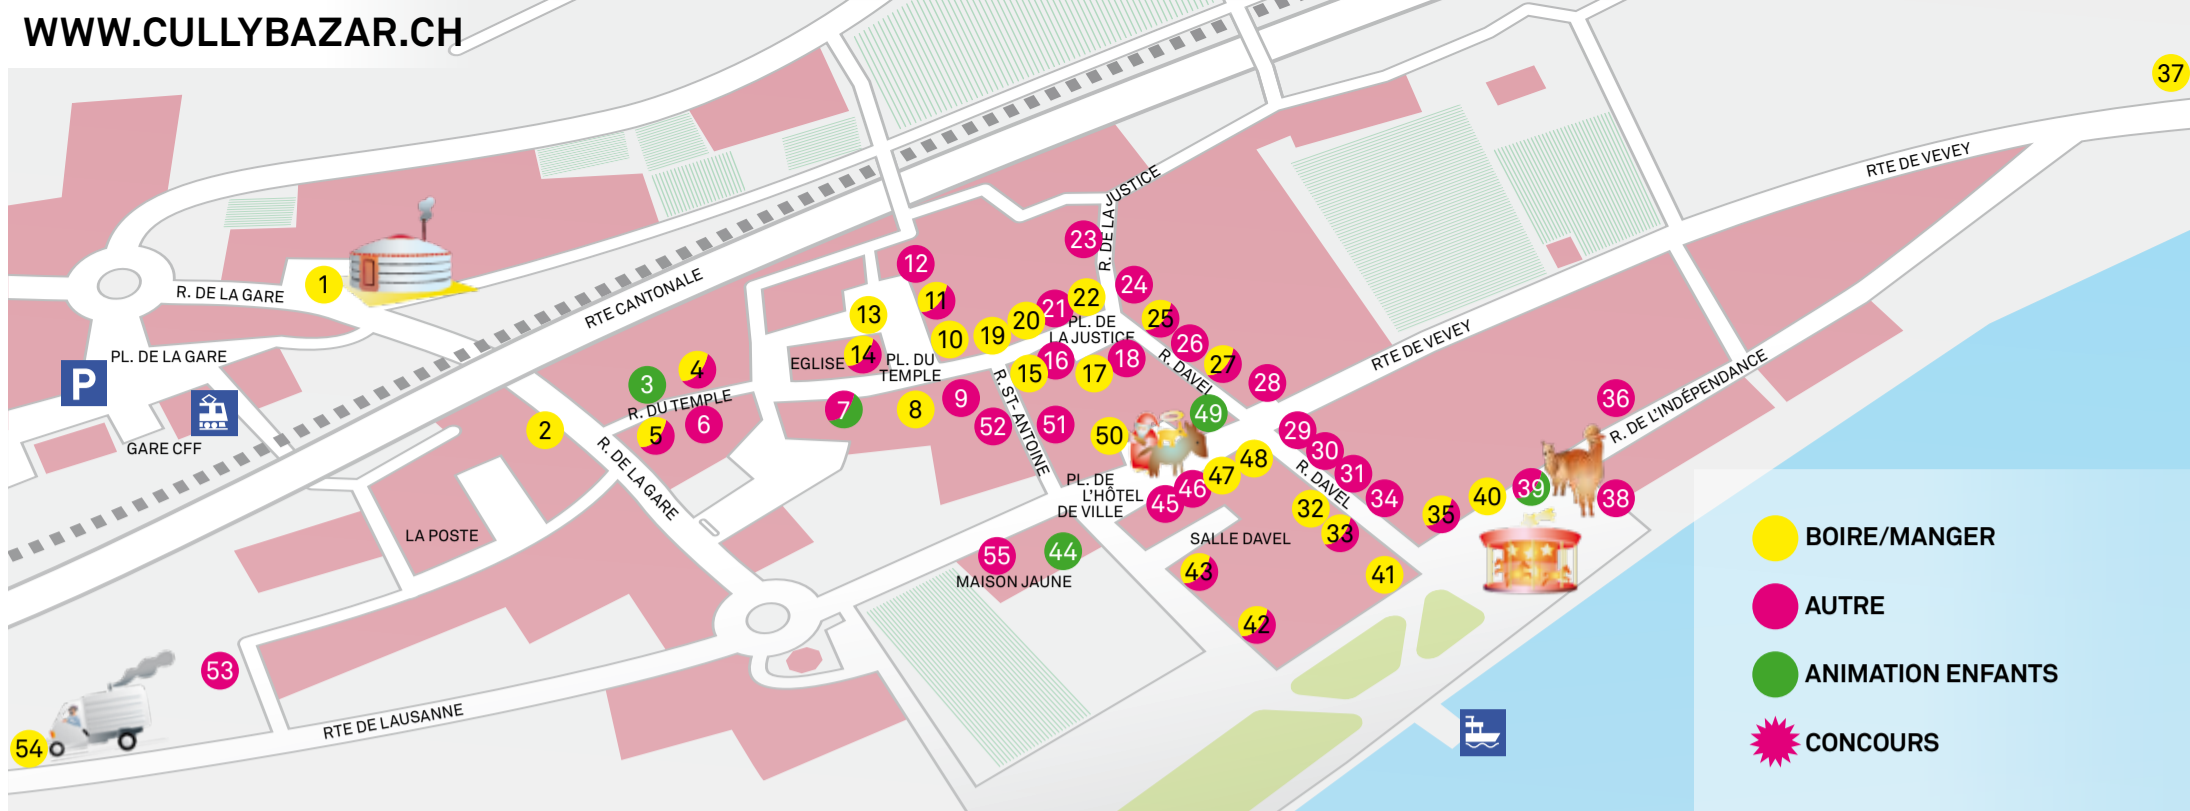 WWW.CULLYBAZAR.CH
37
RTE DE VEVEY
R. DE LA JUSTICE
23
12
1
R. DE LA GARE
RTE CANTONALE
11
13
10
19
20
21
22
24
25
PL. DE
LA JUSTICE
26
27
28
R. DAVEL
RTE DE VEVEY
PL. DE LA GARE
P
GARE CFF
3
4
R. DU TEMPLE
5
6
2
R. DE LA GARE
EGLISE
14
PL. DU
TEMPLE
7
8
9
15
16
17
18
R. ST-ANTOINE
52
51
50
49
36
R. DE L'INDÉPENDANCE
29
30
31
34
R. DAVEL
48
47
46
45
PL. DE
L'HÔTEL
DE VILLE
32
33
35
40
39
38
SALLE DAVEL
43
41
42
LA POSTE
55
44
MAISON JAUNE
53
54
RTE DE LAUSANNE
BOIRE/MANGER
AUTRE
ANIMATION ENFANTS
CONCOURS